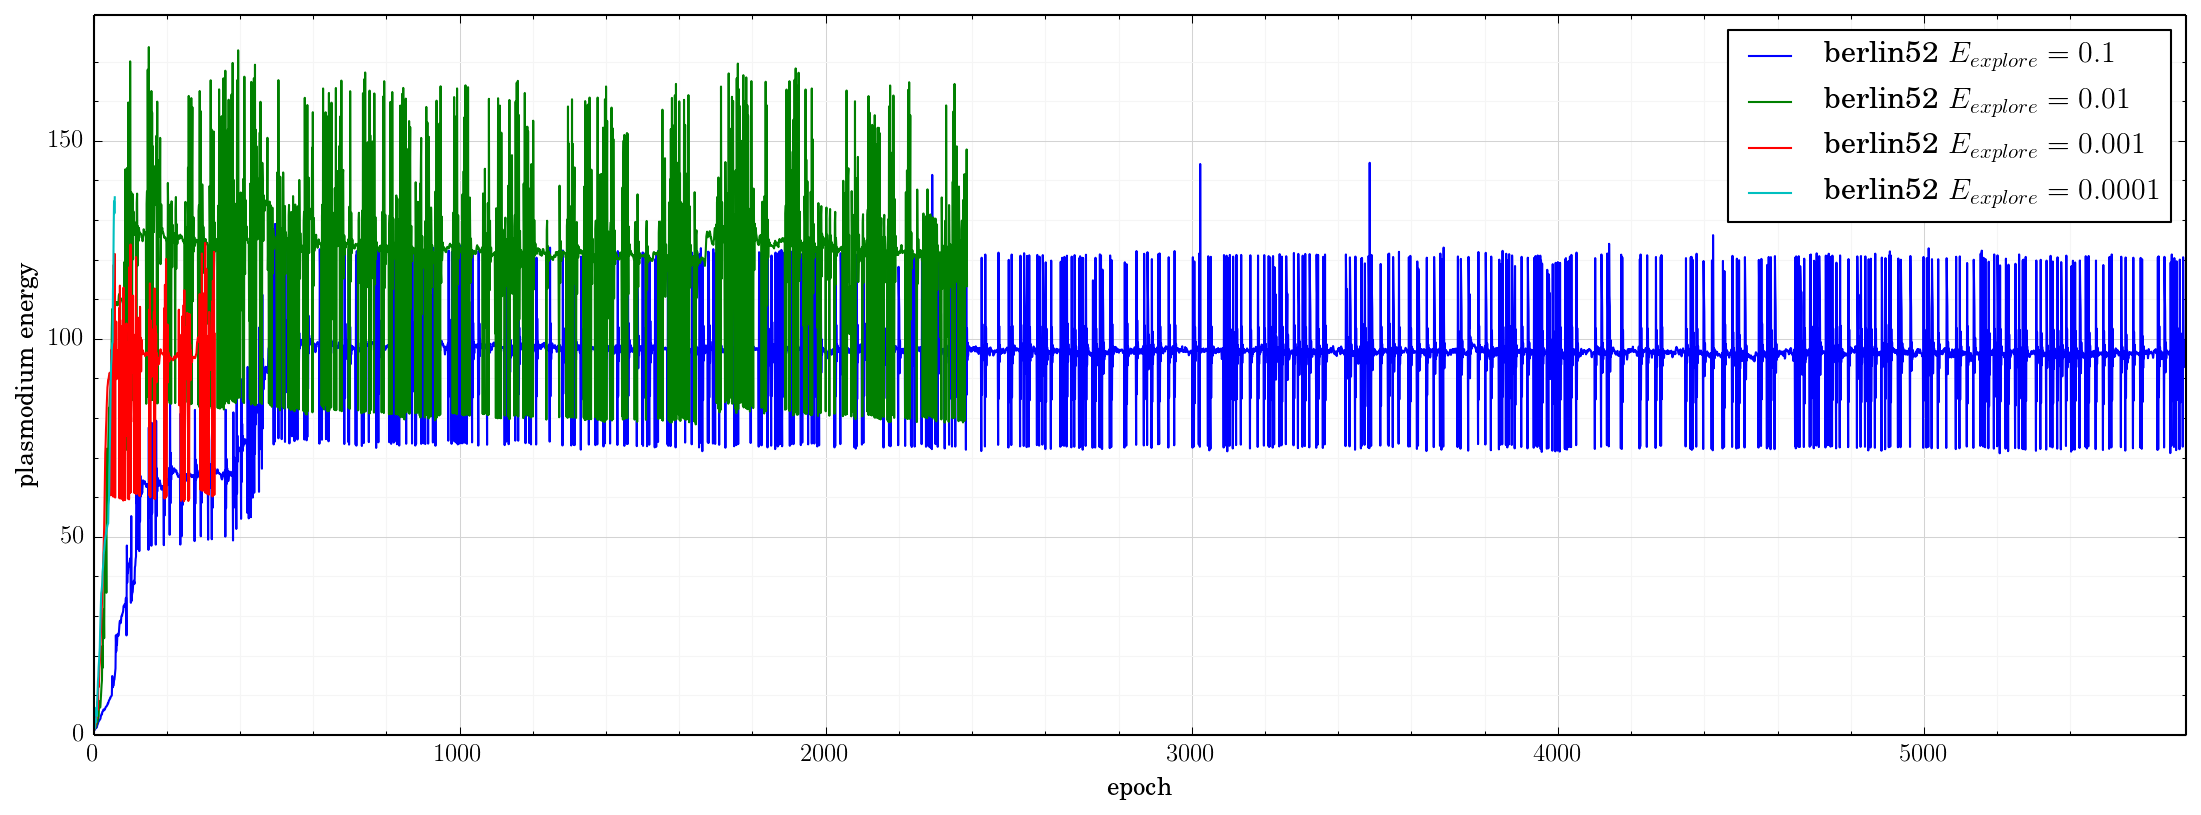 berlin52 E_explore = 0.1
berlin52 E_explore = 0.01
berlin52 E_explore = 0.001
berlin52 E_explore = 0.0001
plasmodium energy
150
100
50
0
0 1000 2000 3000 4000 5000
epoch